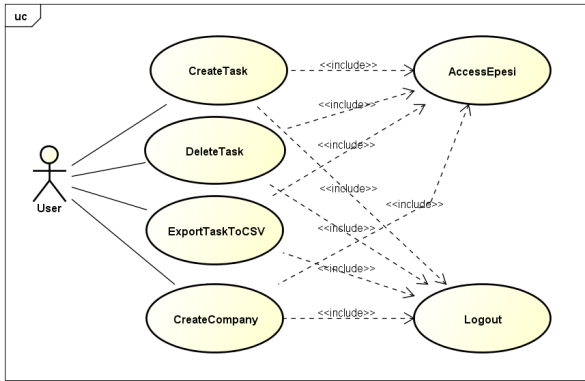 uc
CreateTask
<<include>>
AccessEpesi
<<include>>
DeleteTask
<<include>>
<<include>>
User
<<include>>
ExportTaskToCSV
<<include>>
<<include>>
CreateCompany
<<include>>
Logout